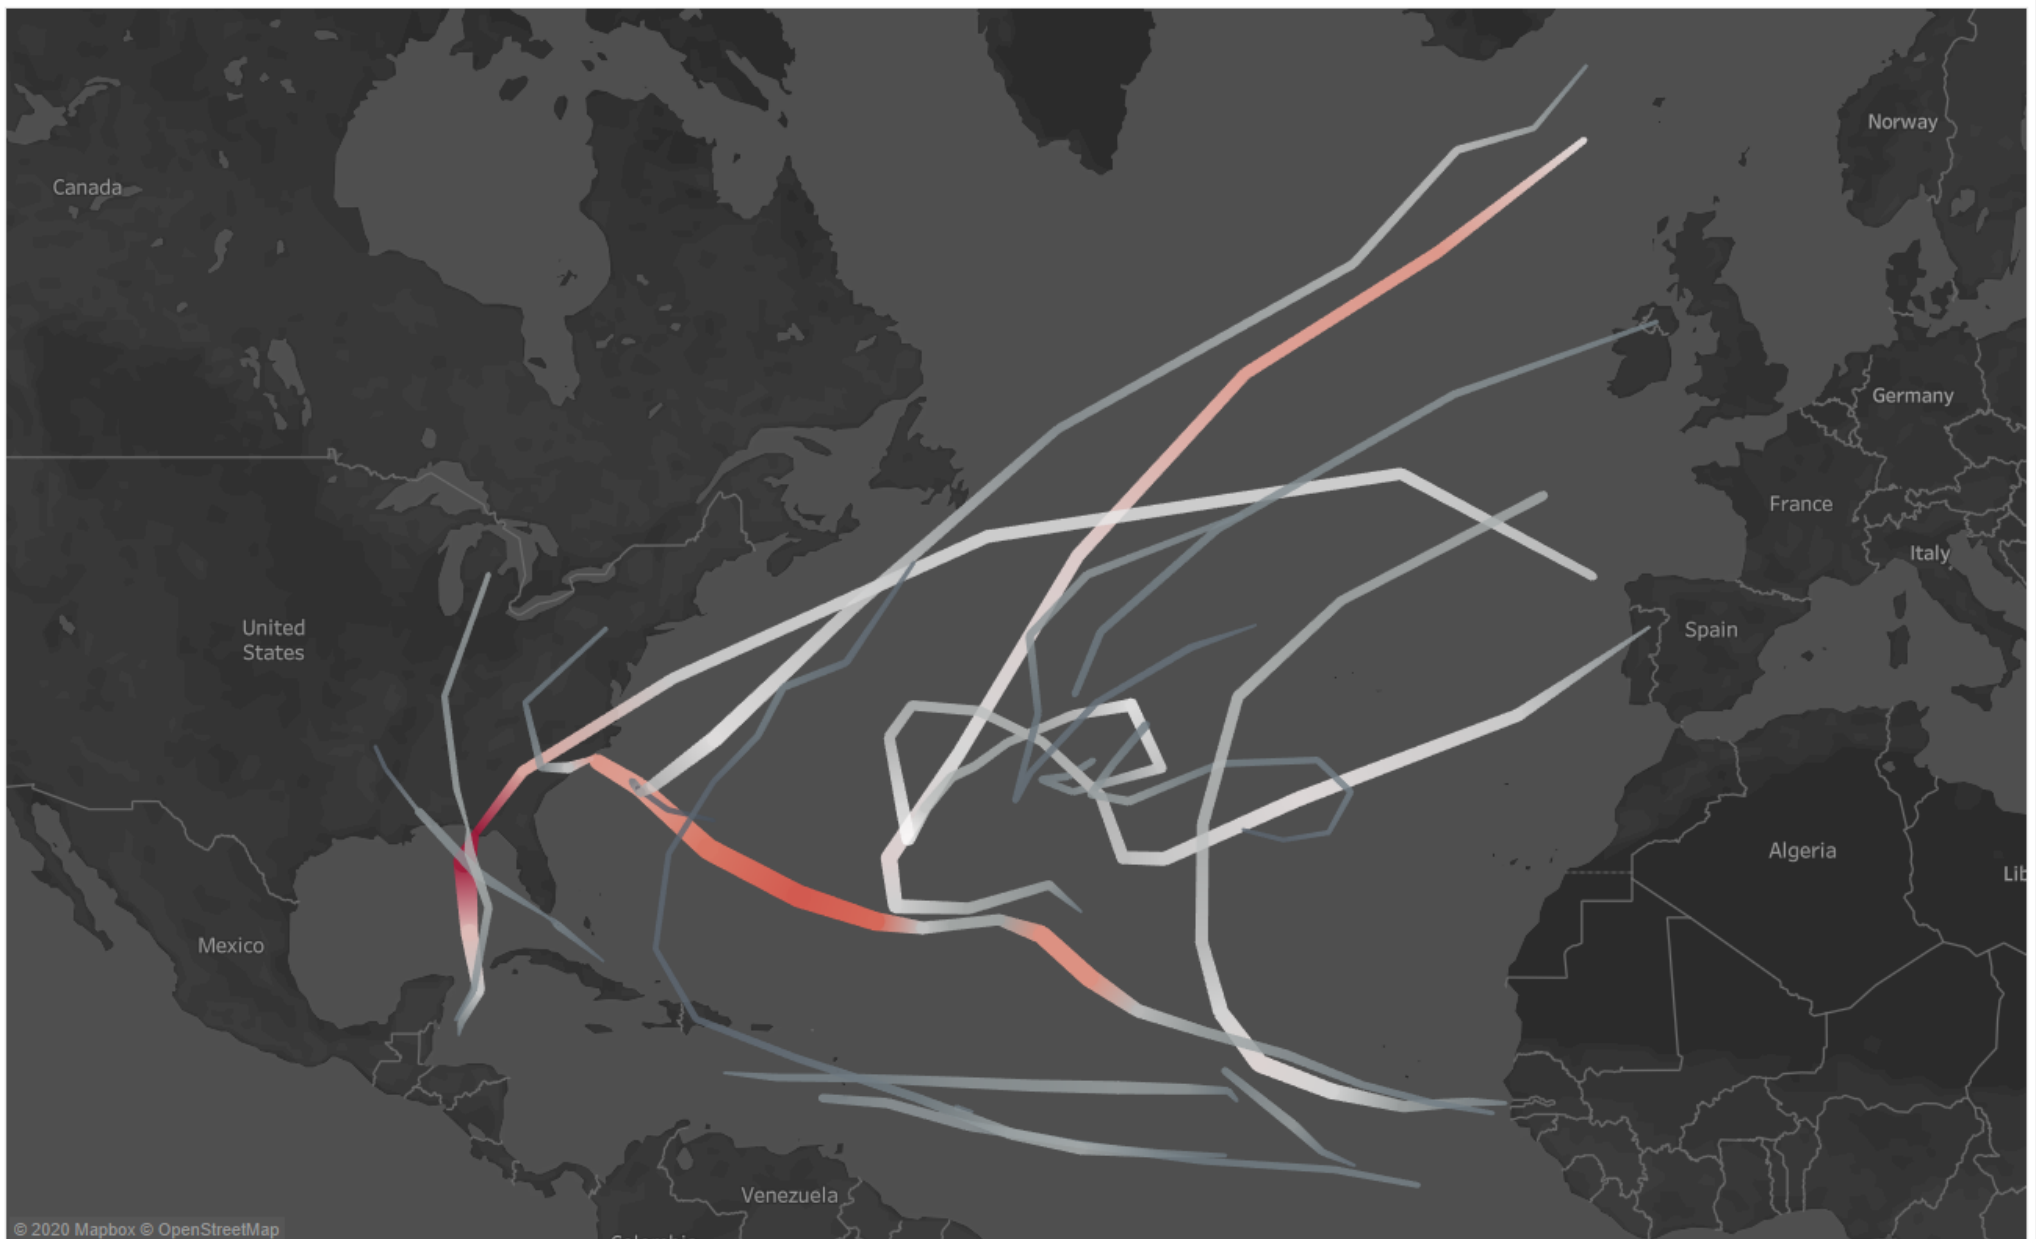 Norway
Canada
Germany
France
Italy
United
States
Spain
Algeria
Lib
Mexico
Venezuela
© 2020 Mapbox © OpenStreetMap